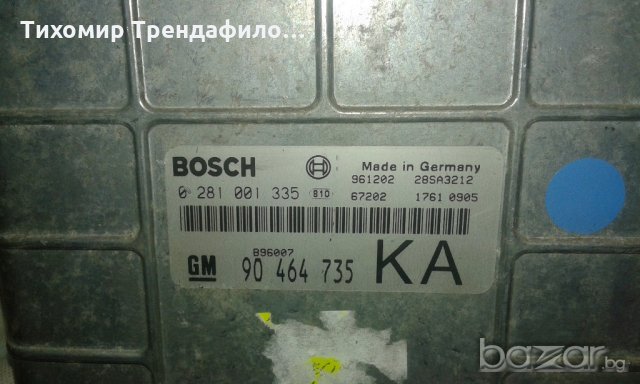 Тихомир Трендафило...
BOSCH
Made in Germany
961202 28SA3212
0 281 001 335 810
67202 1761 0905
B96007
GM 90 464 735 KA
bazar.bg